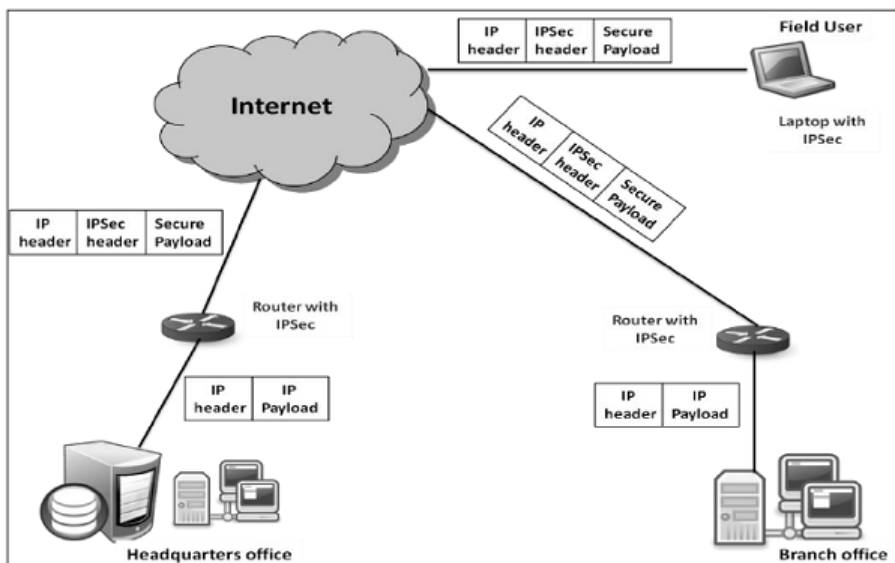 IP IPSec Secure
header header Payload
Field User
Internet
Laptop with
IPSec
IP
header
IPSec
header
Secure
Payload
IP IPSec Secure
header header Payload
Router with
IPSec
Router with
IPSec
IP IP
header Payload
IP IP
header Payload
Headquarters office
Branch office